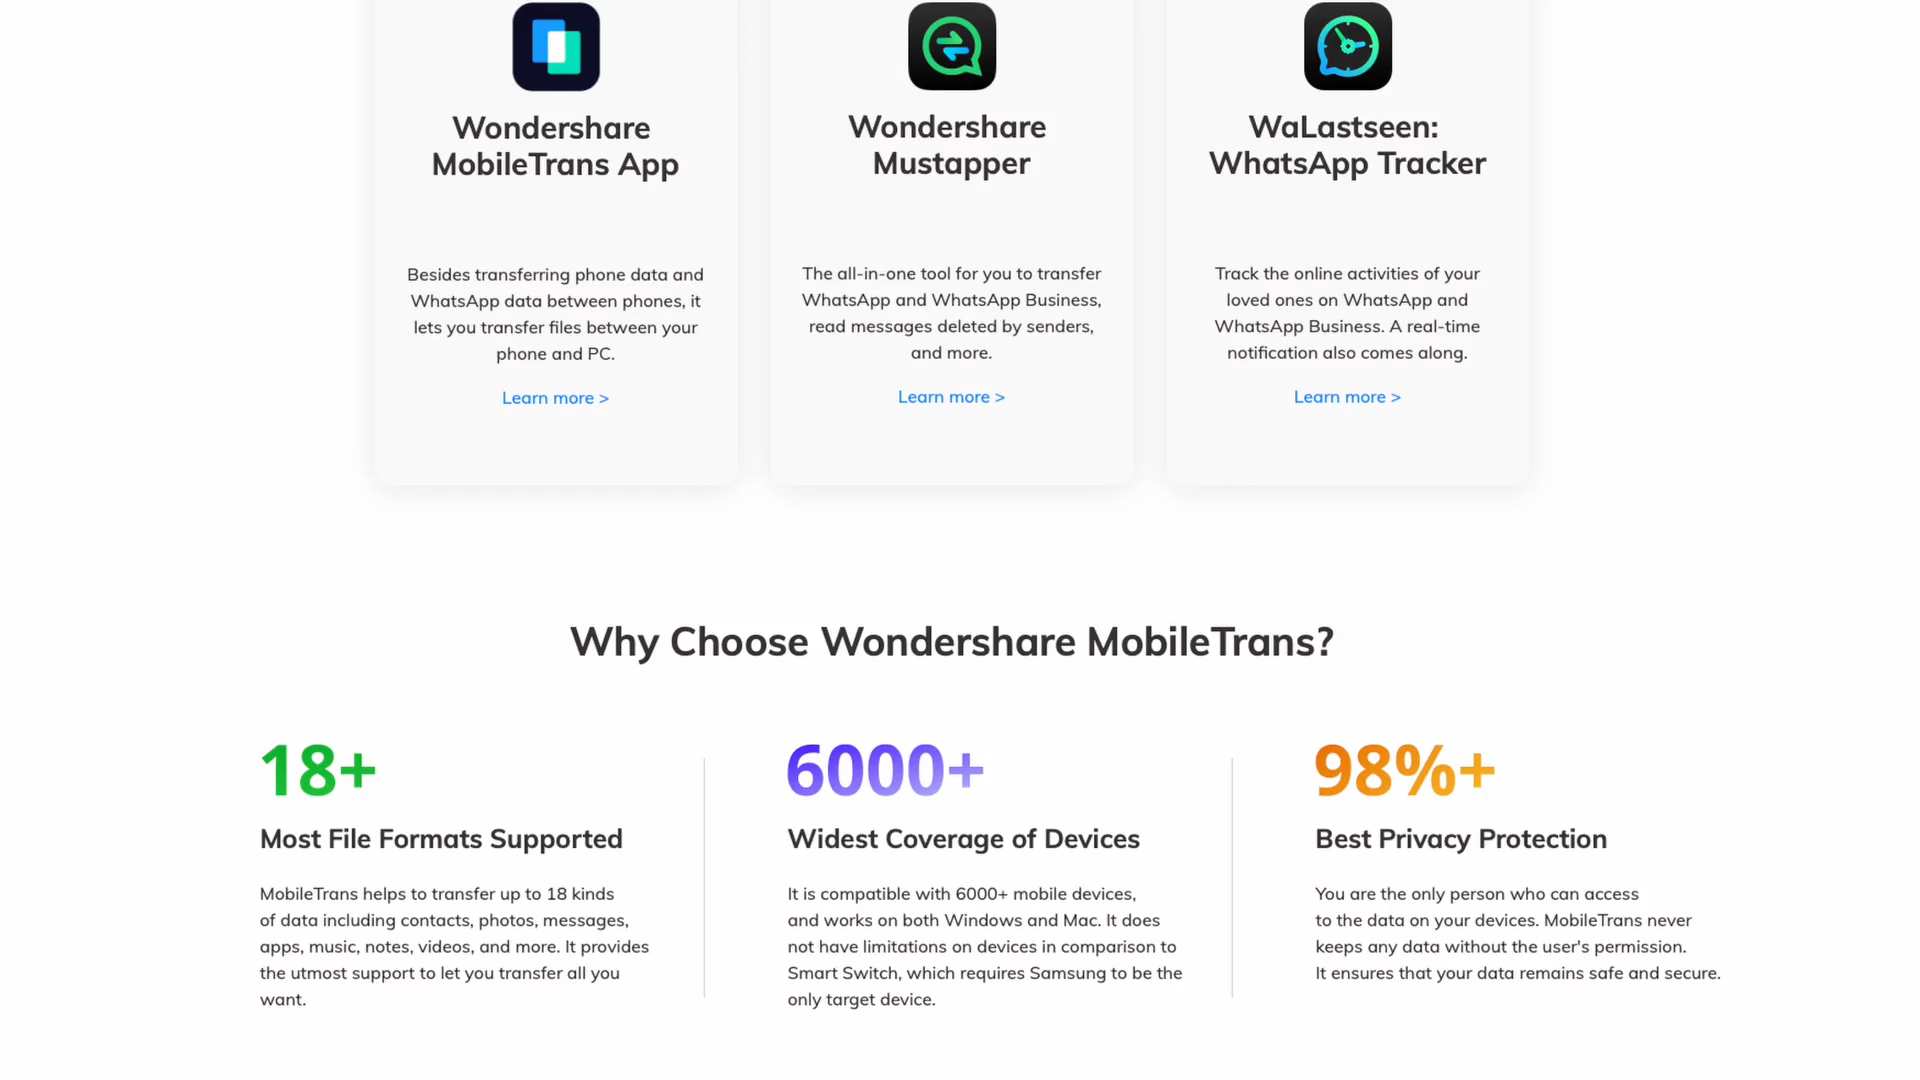 Wondershare
MobileTrans App
Besides transferring phone data and
WhatsApp data between phones, it
lets you transfer files between your
phone and PC.
Learn more >
Wondershare
Mustapper
The all-in-one tool for you to transfer
WhatsApp and WhatsApp Business,
read messages deleted by senders,
and more.
Learn more >
WaLastseen:
WhatsApp Tracker
Track the online activities of your
loved ones on WhatsApp and
WhatsApp Business. A real-time
notification also comes along.
Learn more >
Why Choose Wondershare MobileTrans?
18+
Most File Formats Supported
MobileTrans helps to transfer up to 18 kinds
of data including contacts, photos, messages,
apps, music, notes, videos, and more. It provides
the utmost support to let you transfer all you
want.
6000+
Widest Coverage of Devices
It is compatible with 6000+ mobile devices,
and works on both Windows and Mac. It does
not have limitations on devices in comparison to
Smart Switch, which requires Samsung to be the
only target device.
98%+
Best Privacy Protection
You are the only person who can access
to the data on your devices. MobileTrans never
keeps any data without the user's permission.
It ensures that your data remains safe and secure.